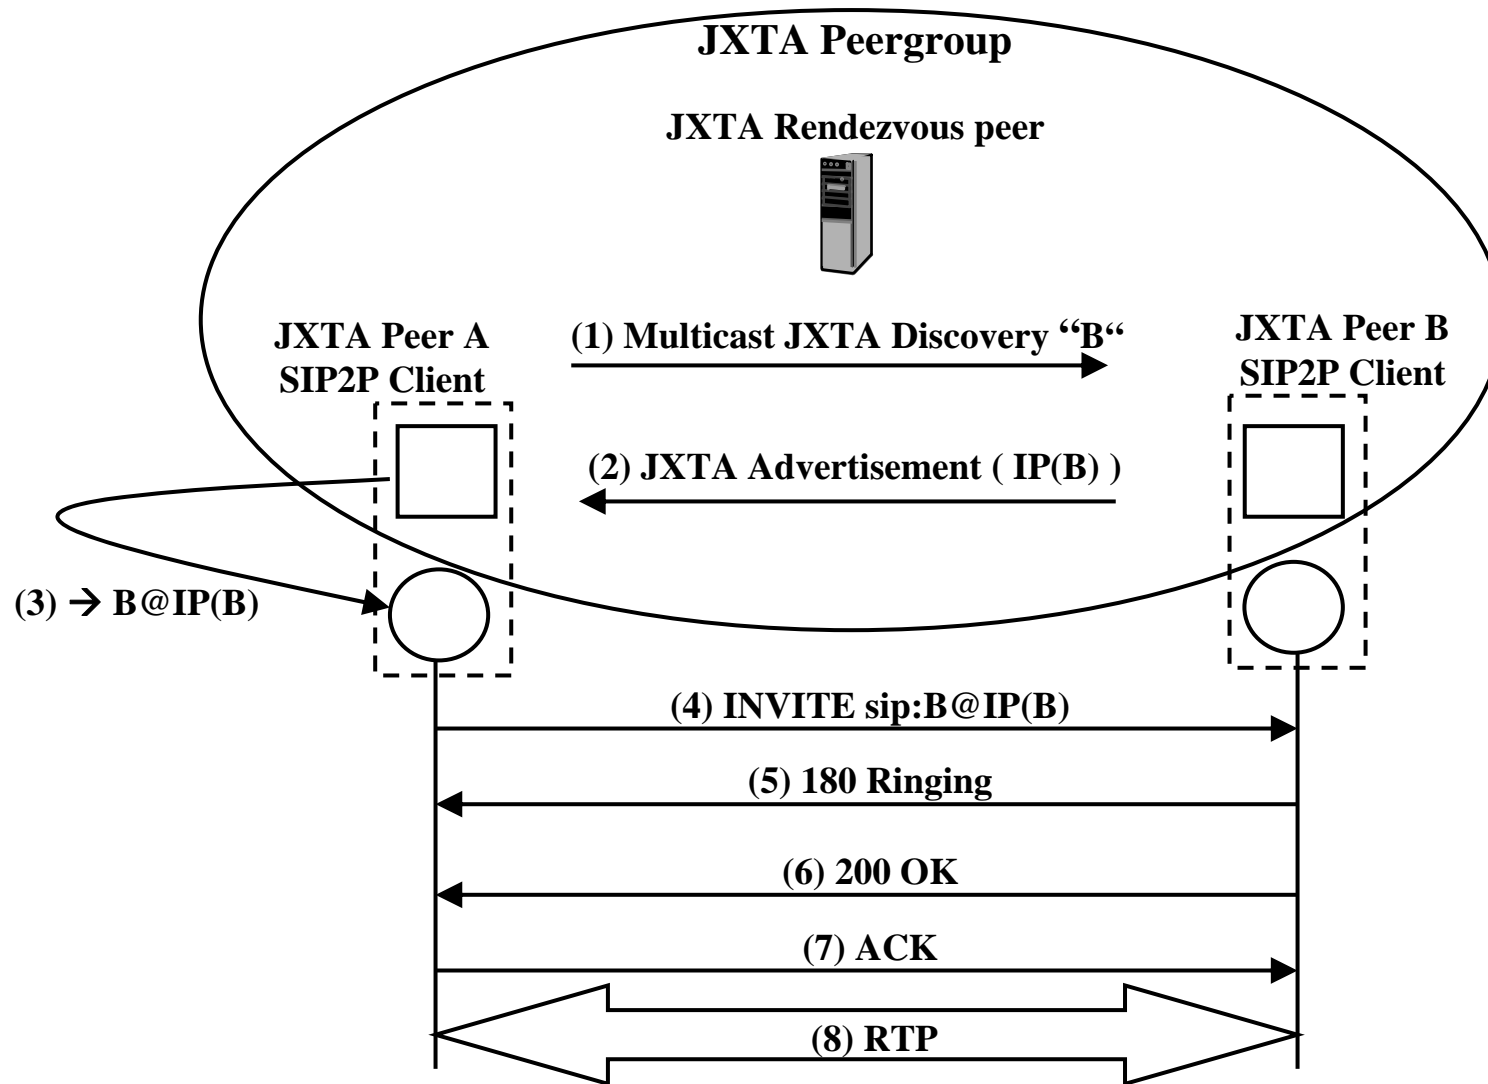 JXTA Peergroup
JXTA Rendezvous peer
JXTA Peer A
SIP2P Client
(1) Multicast JXTA Discovery “B“
JXTA Peer B
SIP2P Client
(2) JXTA Advertisement ( IP(B) )
(3) → B@IP(B)
(4) INVITE sip:B@IP(B)
(5) 180 Ringing
(6) 200 OK
(7) ACK
(8) RTP